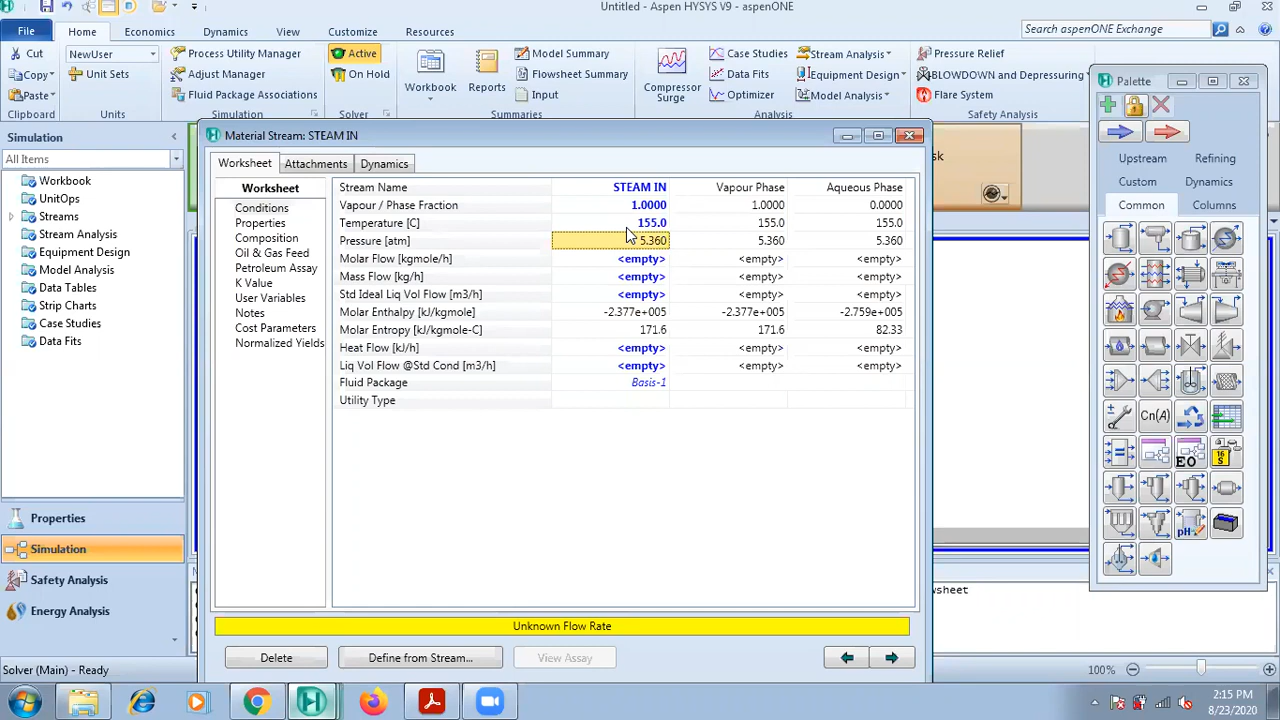 Untitled - Aspen HYSYS V9 - aspenONE
File
Home
Economics
Dynamics
View
Customize
Resources
Search aspenONE Exchange
Cut
Copy
Paste
Clipboard
NewUser
Unit Sets
Units
Process Utility Manager
Adjust Manager
Fluid Package Associations
Simulation
Active
On Hold
Solver
Workbook
Reports
Model Summary
Flowsheet Summary
Input
Summaries
Compressor
Surge
Case Studies
Data Fits
Optimizer
Stream Analysis
Equipment Design
Model Analysis
Analysis
Pressure Relief
BLOWDOWN and Depressuring
Flare System
Safety Analysis
Simulation
All Items
Workbook
UnitOps
Streams
Stream Analysis
Equipment Design
Model Analysis
Data Tables
Strip Charts
Case Studies
Data Fits
Properties
Simulation
Safety Analysis
Energy Analysis
Material Stream: STEAM IN
Worksheet
Attachments
Dynamics
Worksheet
Conditions
Properties
Composition
Oil & Gas Feed
Petroleum Assay
K Value
User Variables
Notes
Cost Parameters
Normalized Yields
Stream Name STEAM IN Vapour Phase Aqueous Phase
Vapour / Phase Fraction 1.0000 1.0000 0.0000
Temperature [C] 155.0 155.0 155.0
Pressure [atm] 5.360 5.360 5.360
Molar Flow [kgmole/h] <empty> <empty> <empty>
Mass Flow [kg/h] <empty> <empty> <empty>
Std Ideal Liq Vol Flow [m3/h] <empty> <empty> <empty>
Molar Enthalpy [kJ/kgmole] -2.377e+005 -2.377e+005 -2.759e+005
Molar Entropy [kJ/kgmole-C] 171.6 171.6 82.33
Heat Flow [kJ/h] <empty> <empty> <empty>
Liq Vol Flow @Std Cond [m3/h] <empty> <empty> <empty>
Fluid Package Basis-1
Utility Type
Unknown Flow Rate
Delete
Define from Stream...
View Assay
sk
wsheet
Palette
Upstream
Refining
Custom
Dynamics
Common
Columns
Cn(A)
EO
16
S
pH
Solver (Main) - Ready
100%
2:15 PM
8/23/2020